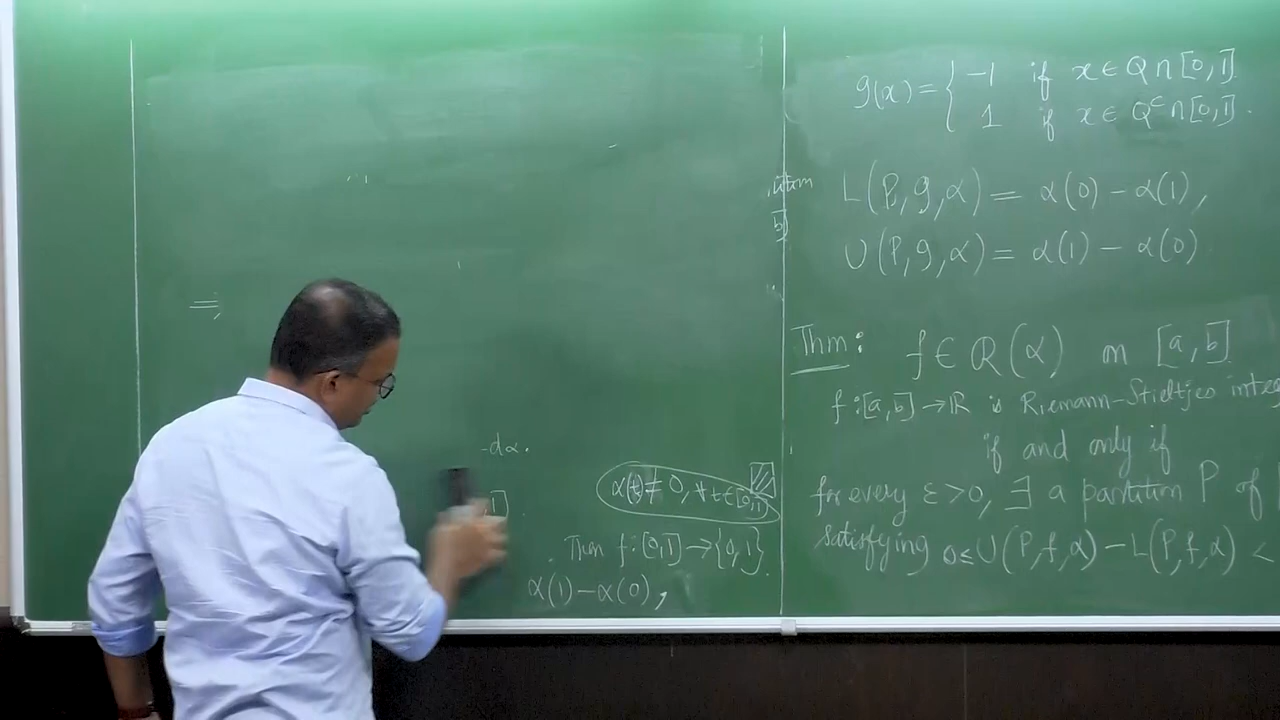 ⇒
-dα.
1]
α(t) ≠ 0, ∀ t ∈ [0,1]
Then f:[0,1]→{0,1}.
α(1)-α(0),
g(x) = { -1 if x ∈ Q∩[0,1]
1 if x ∈ Qᶜ∩[0,1].
b]
L(P,g,α) = α(0)-α(1),
U(P,g,α) = α(1)-α(0)
Thm: f ∈ R(α) on [a,b]
f:[a,b]→ℝ is Riemann-Stieltjes integ
if and only if
for every ε>0, ∃ a partition P of [
satisfying 0≤U(P,f,α)-L(P,f,α) <